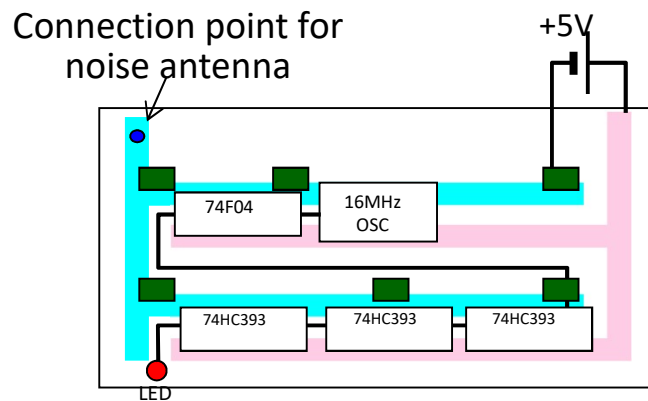 Connection point for
noise antenna
+5V
74F04
16MHz
OSC
74HC393
74HC393
74HC393
LED